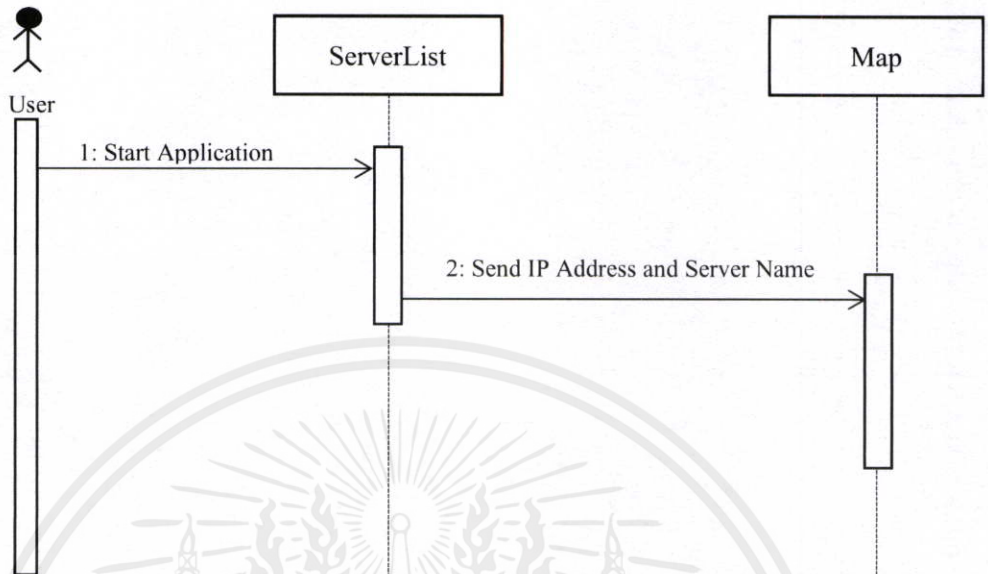 ServerList
Map
User
1: Start Application
2: Send IP Address and Server Name